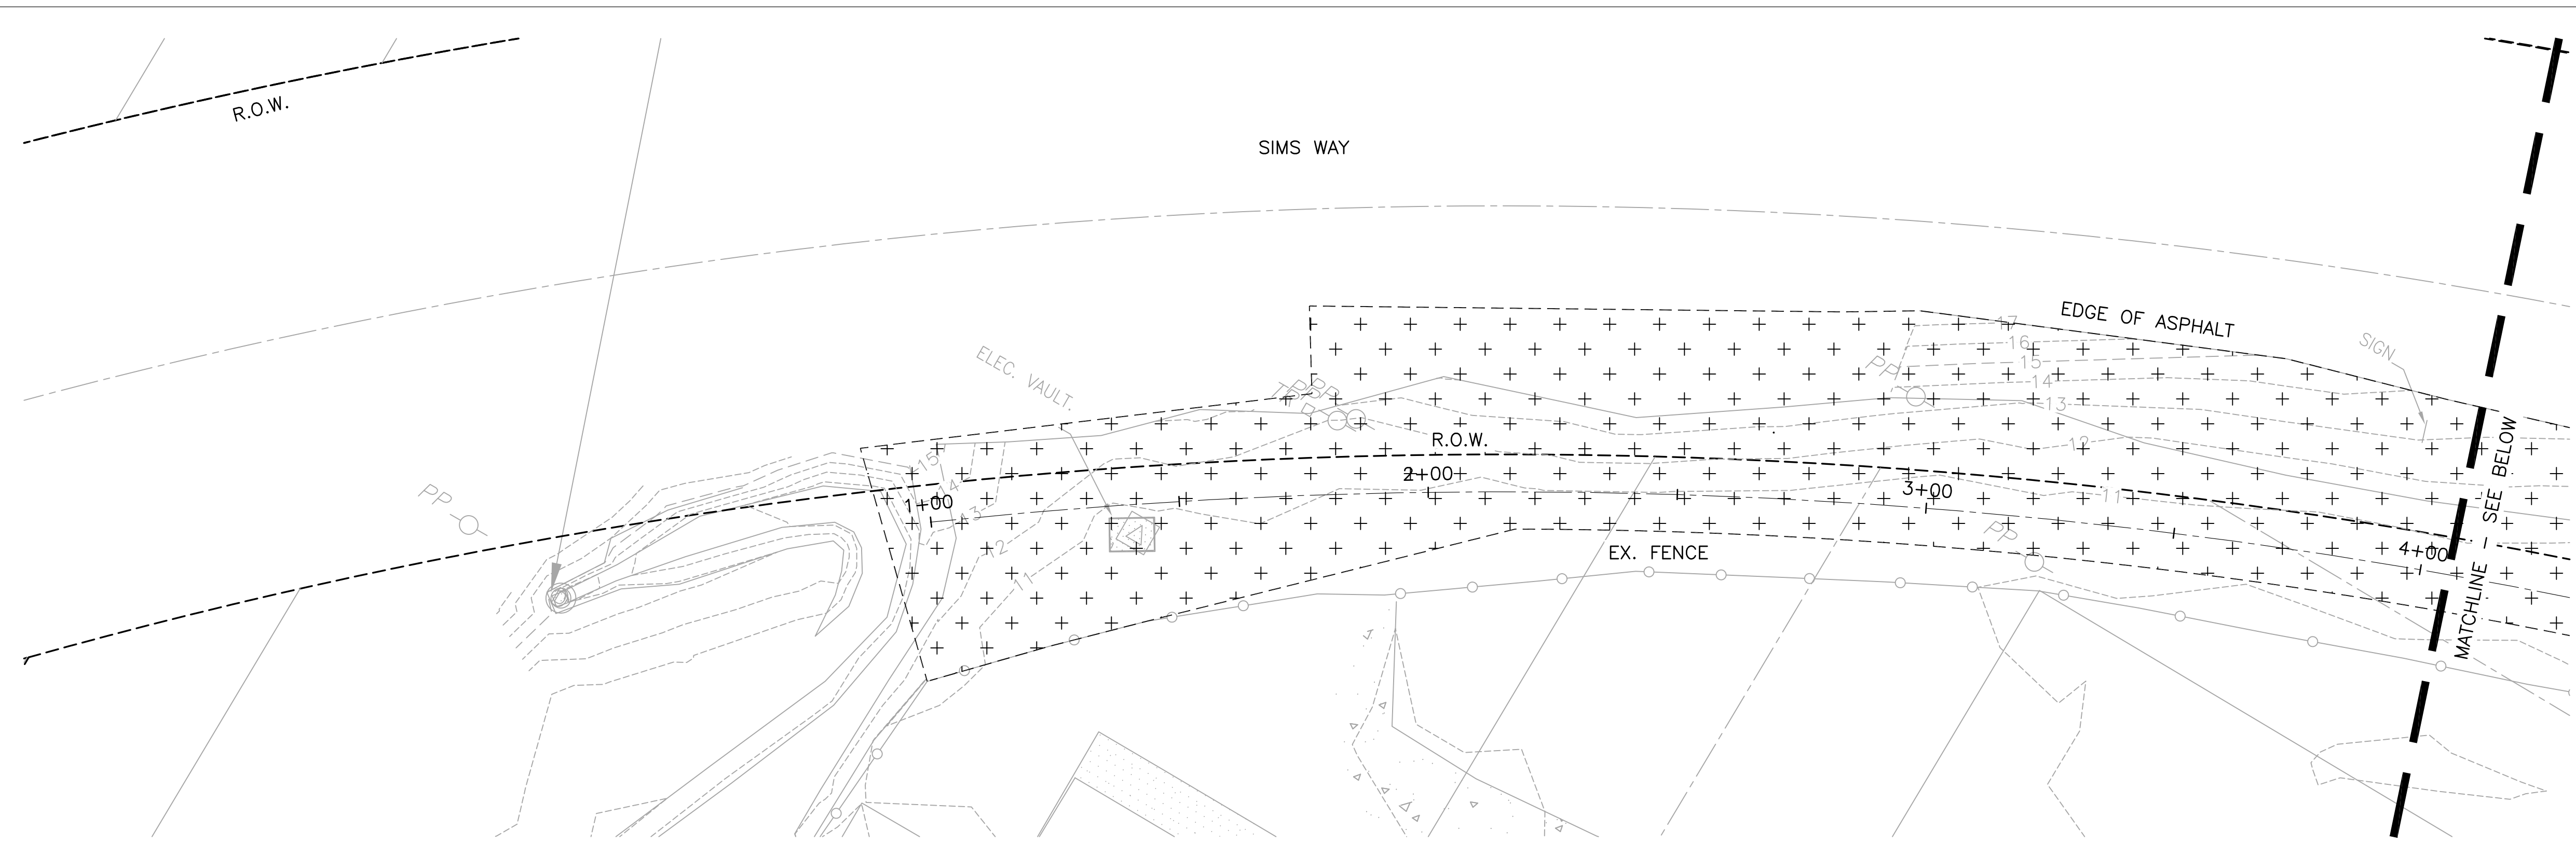 R.O.W.
SIMS WAY
EDGE OF ASPHALT
SIGN
ELEC. VAULT.
PP
PP
17
16
15
14
13
12
11
R.O.W.
2+00
3+00
4+00
15
14
13
12
11
1+00
PP
PP
EX. FENCE
MATCHLINE – SEE BELOW